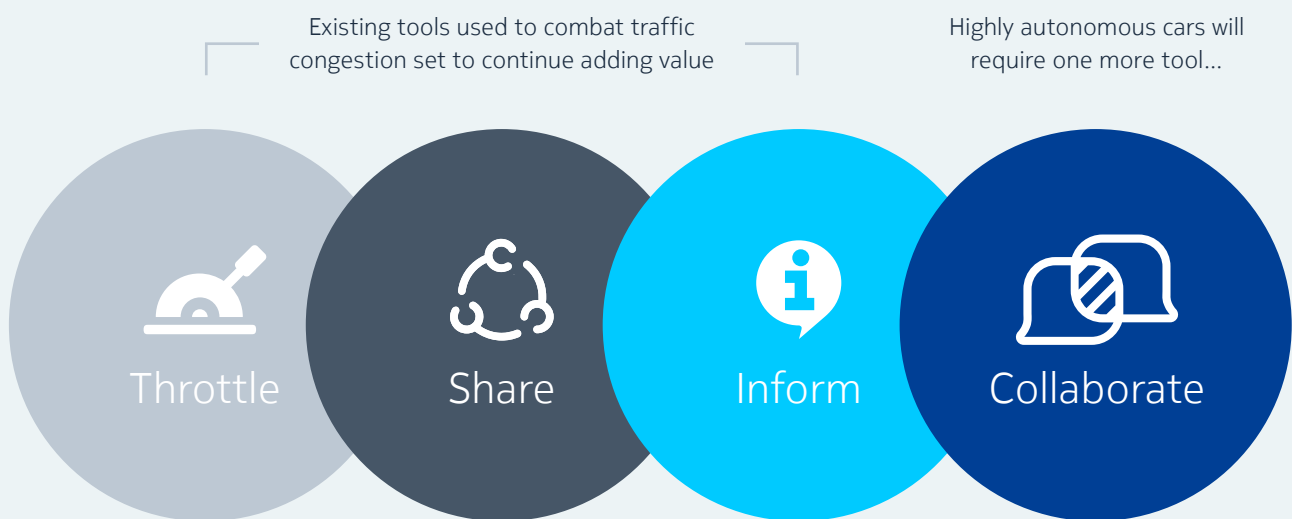 Existing tools used to combat traffic
congestion set to continue adding value
Highly autonomous cars will
require one more tool...
Throttle
Share
Inform
Collaborate